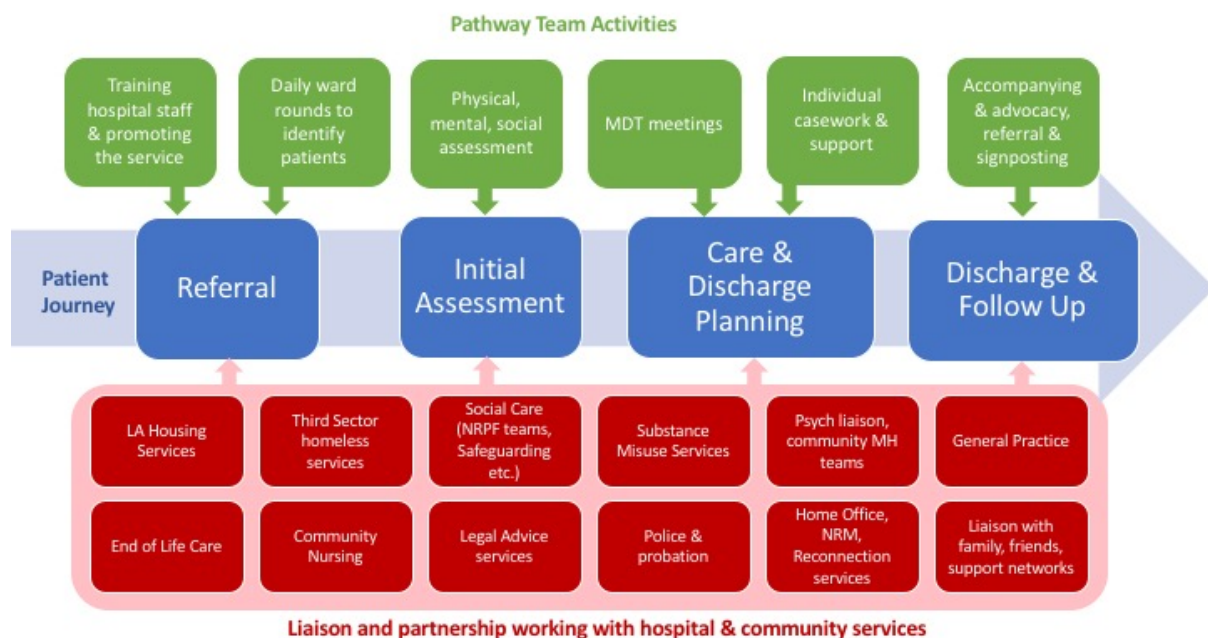 Pathway Team Activities
Training
hospital staff
& promoting
the service
Daily ward
rounds to
identify
patients
Physical,
mental, social
assessment
MDT meetings
Individual
casework &
support
Accompanying
& advocacy,
referral &
signposting
Patient
Journey
Referral
Initial
Assessment
Care &
Discharge
Planning
Discharge &
Follow Up
LA Housing
Services
Third Sector
homeless
services
Social Care
(NRPF teams,
Safeguarding
etc.)
Substance
Misuse Services
Psych liaison,
community MH
teams
General Practice
End of Life Care
Community
Nursing
Legal Advice
services
Police &
probation
Home Office,
NRM,
Reconnection
services
Liaison with
family, friends,
support networks
Liaison and partnership working with hospital & community services